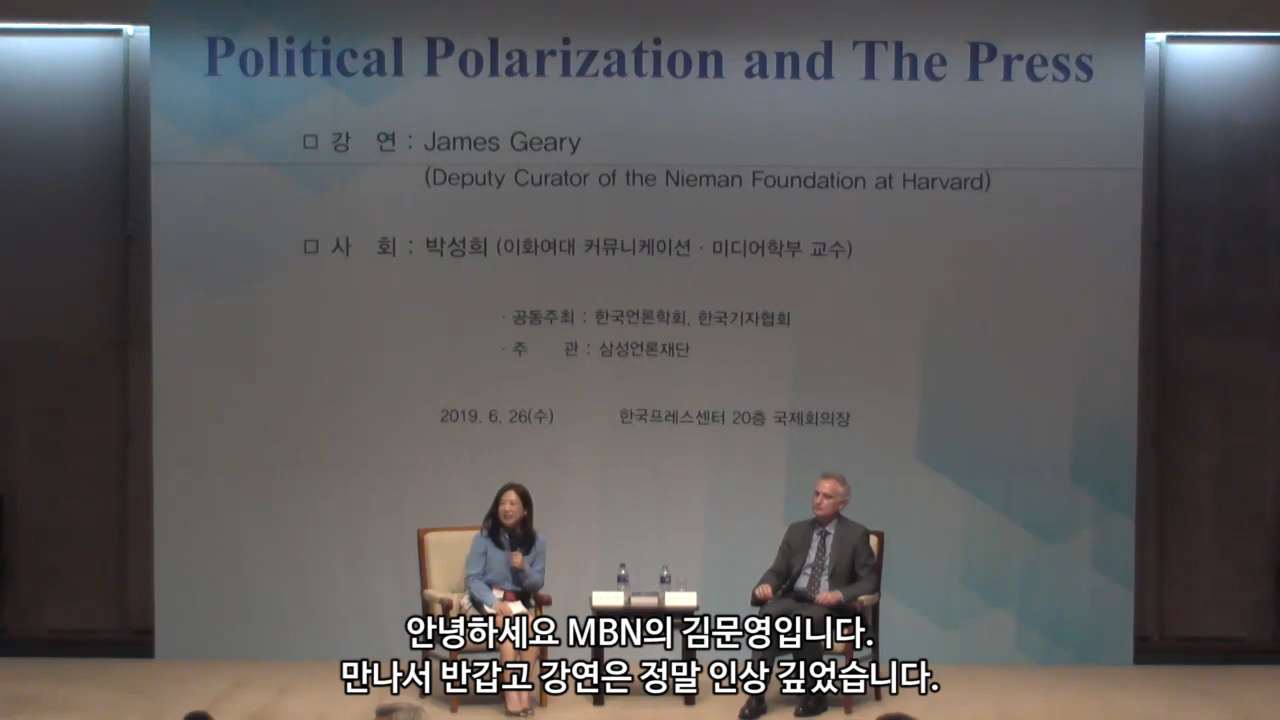 Political Polarization and The Press
□ 강 연 : James Geary
(Deputy Curator of the Nieman Foundation at Harvard)
□ 사 회 : 박성희 (이화여대 커뮤니케이션 · 미디어학부 교수)
· 공동주최 : 한국언론학회, 한국기자협회
· 주 관 : 삼성언론재단
2019. 6. 26(수) 한국프레스센터 20층 국제회의장
안녕하세요 MBN의 김문영입니다.
만나서 반갑고 강연은 정말 인상 깊었습니다.